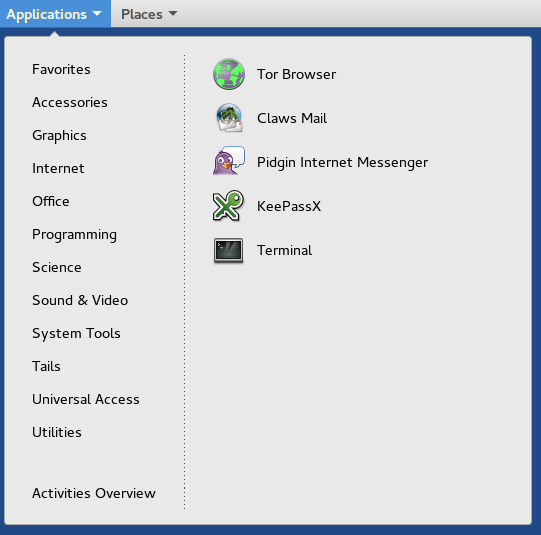 Applications Places
Favorites
Accessories
Graphics
Internet
Office
Programming
Science
Sound & Video
System Tools
Tails
Universal Access
Utilities
Activities Overview
Tor Browser
Claws Mail
Pidgin Internet Messenger
KeePassX
Terminal